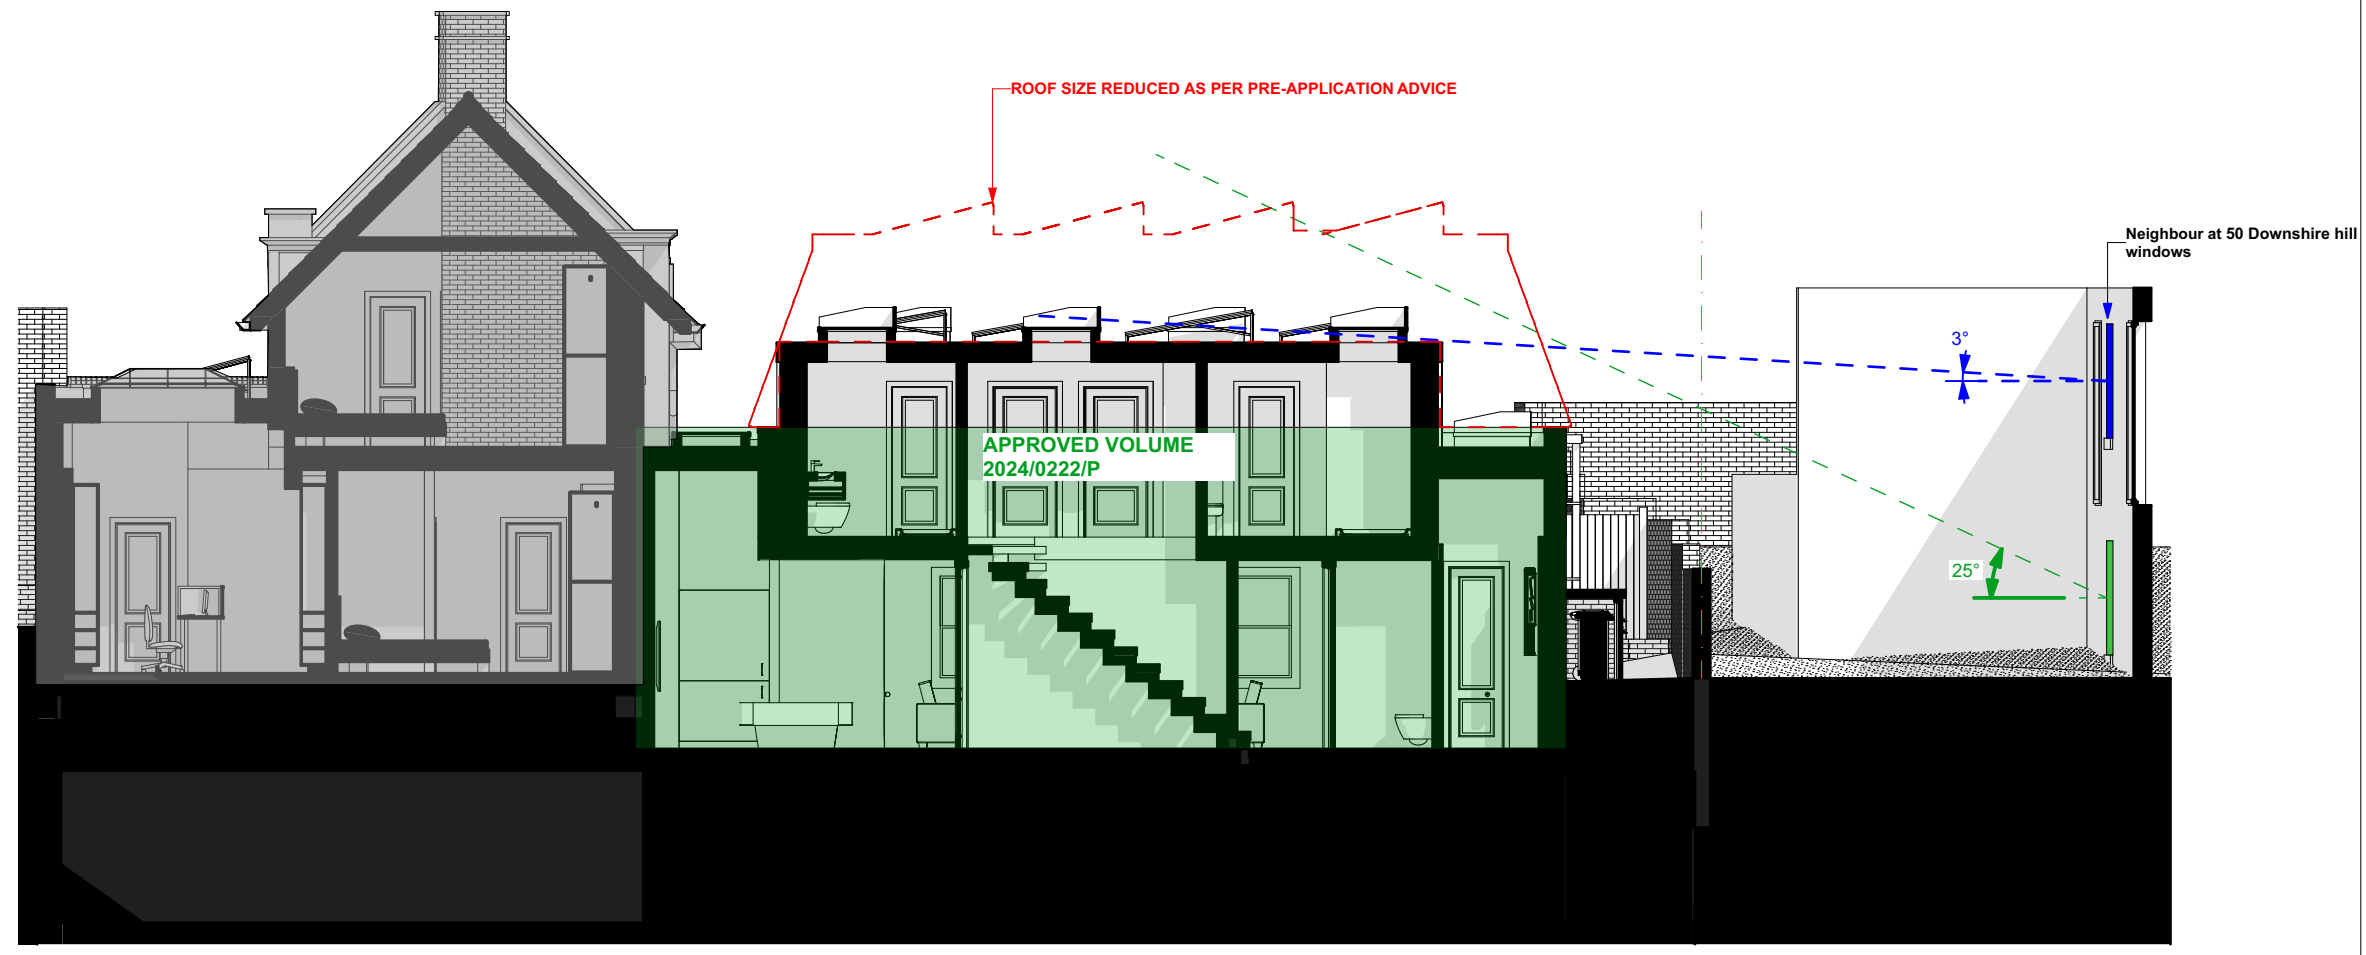 ROOF SIZE REDUCED AS PER PRE-APPLICATION ADVICE
Neighbour at 50 Downshire hill
windows
3°
APPROVED VOLUME
2024/0222/P
25°